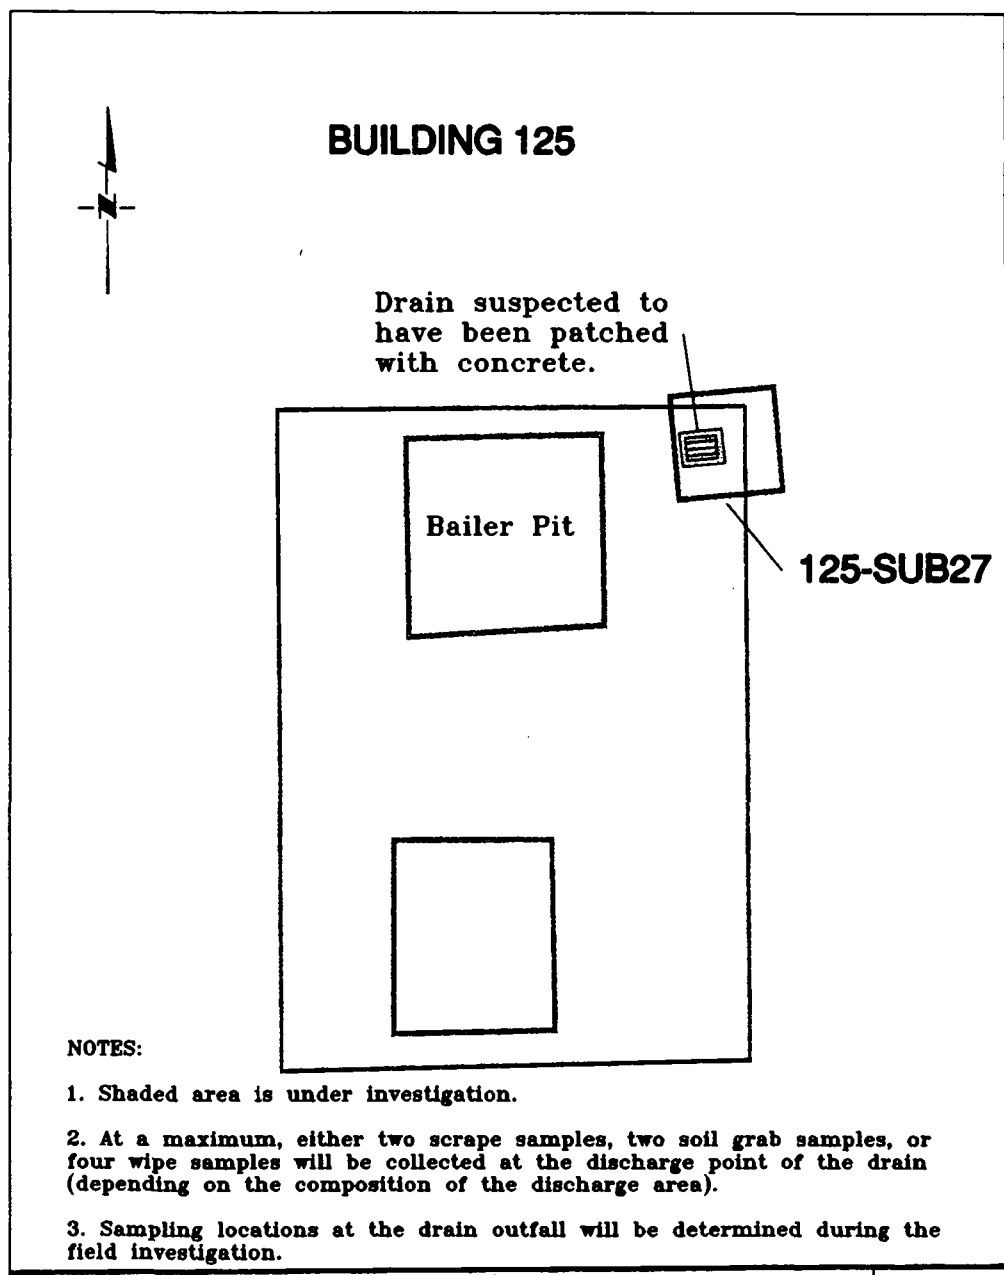 BUILDING 125
N
Drain suspected to
have been patched
with concrete.
Bailer Pit
125-SUB27
NOTES:
1. Shaded area is under investigation.
2. At a maximum, either two scrape samples, two soil grab samples, or
four wipe samples will be collected at the discharge point of the drain
(depending on the composition of the discharge area).
3. Sampling locations at the drain outfall will be determined during the
field investigation.